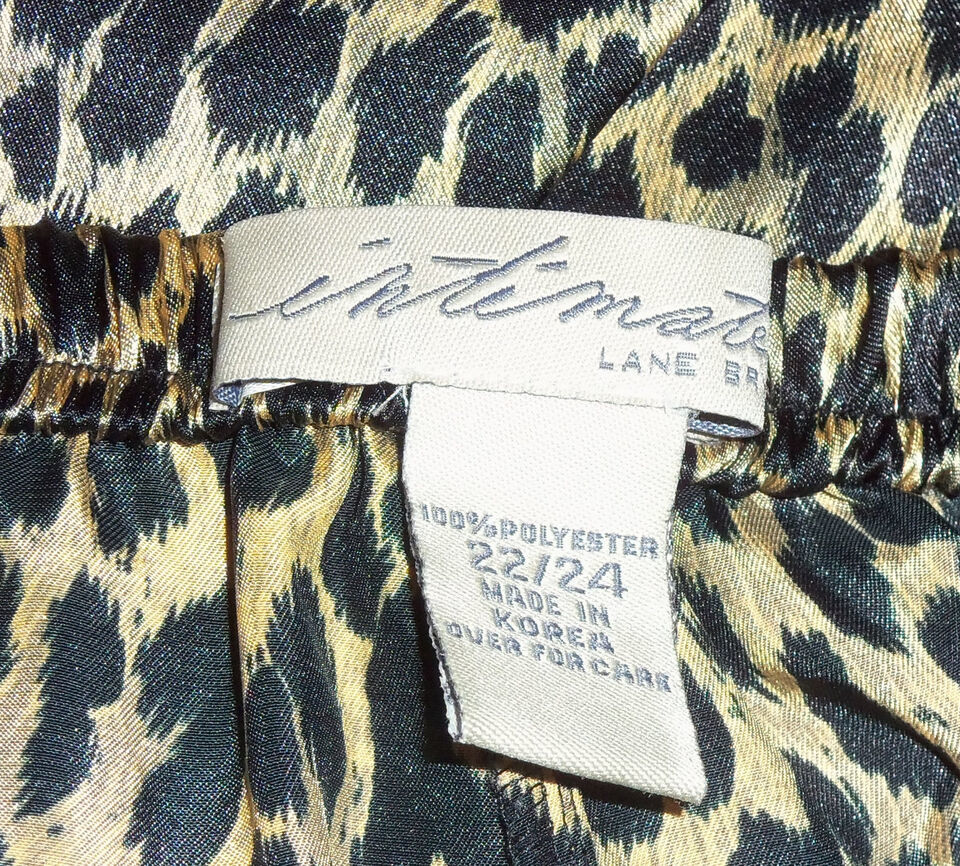 intimate
LANE BR
100% POLYESTER
22/24
MADE IN
KOREA
OVER FOR CARE